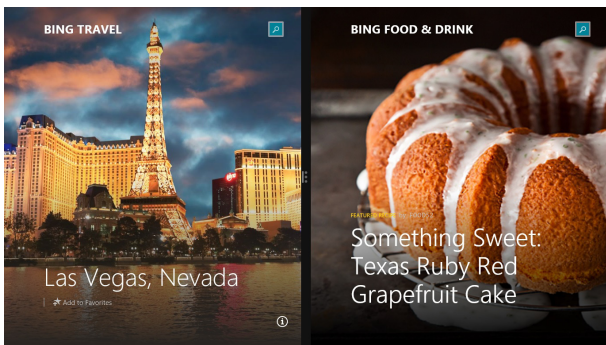 BING TRAVEL
Las Vegas, Nevada
Add to Favorites
BING FOOD & DRINK
Something Sweet:
Texas Ruby Red
Grapefruit Cake